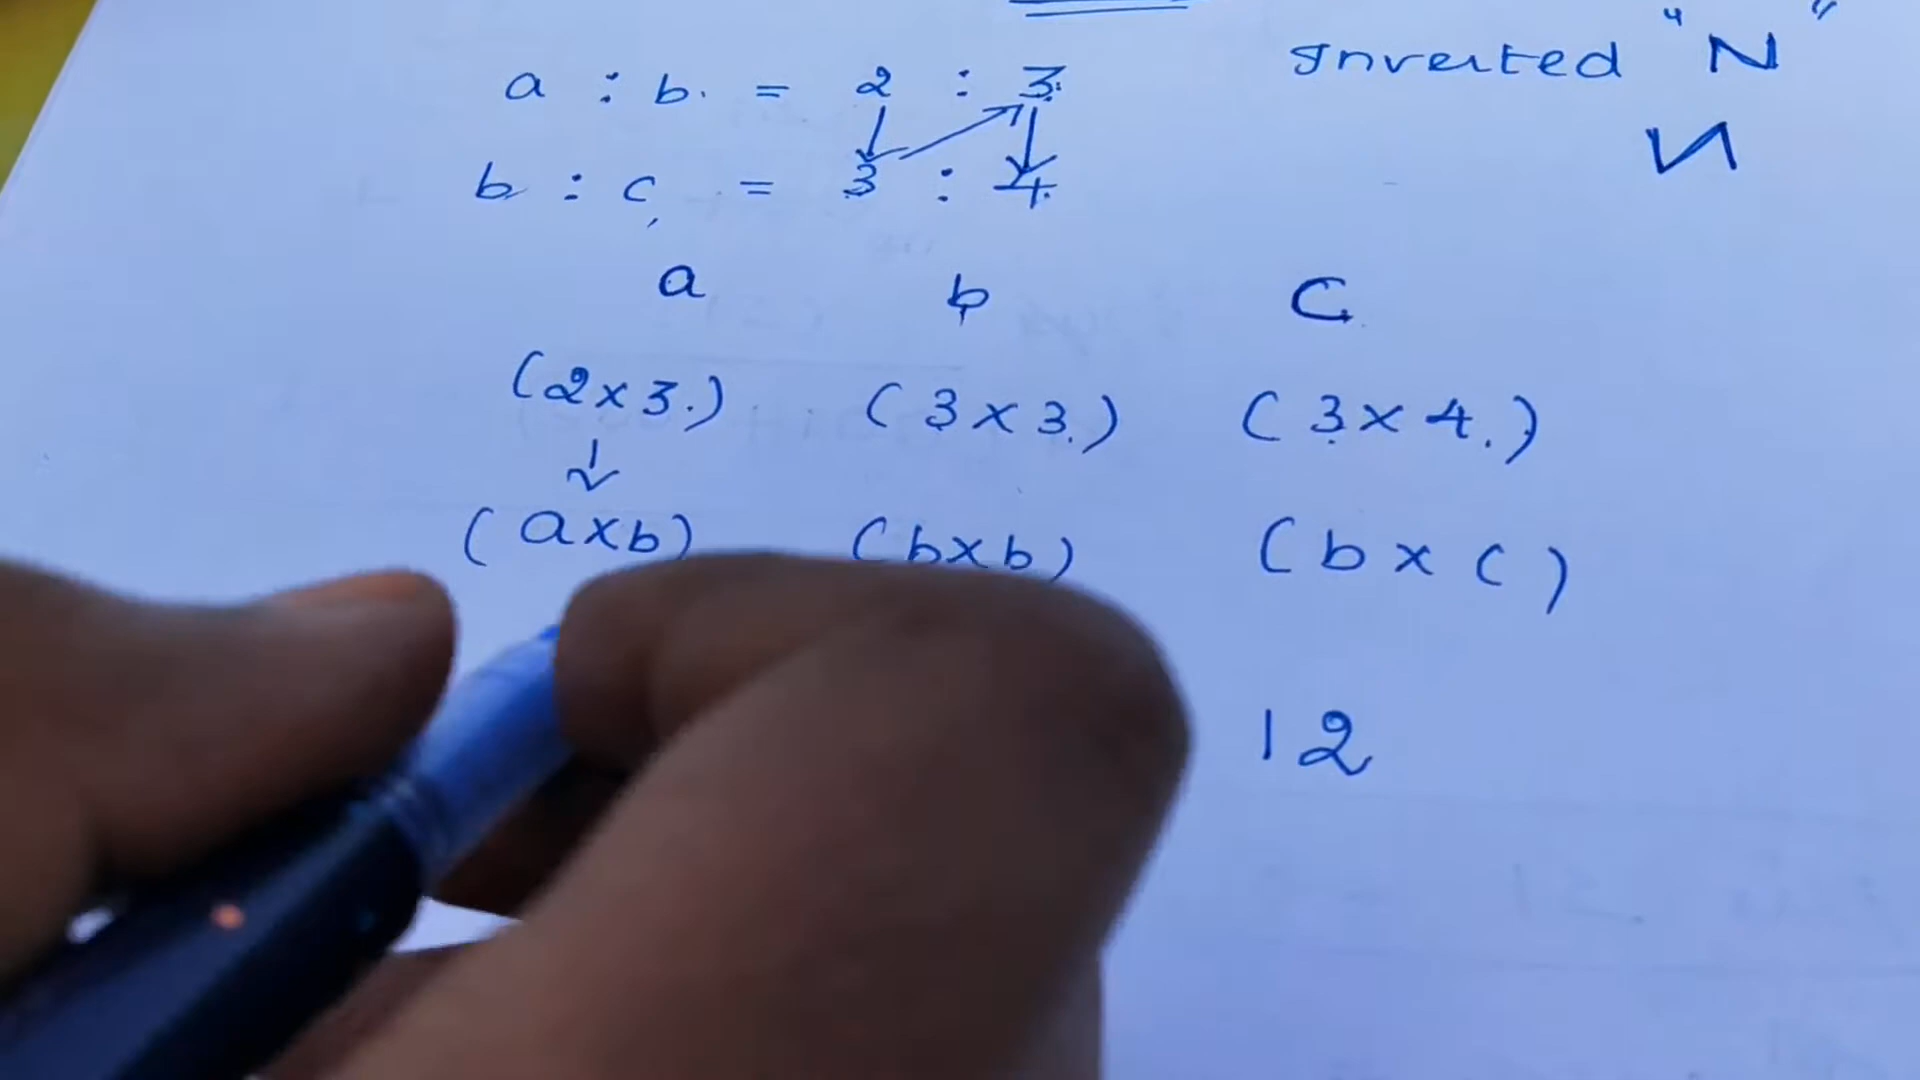 a : b. = 2 : 3. Inverted "N"
b : c, = 3 : 4. И
a b C
(2x3.) (3x3.) (3x4.)
↓
(axb) (bxb) (bxc)
12